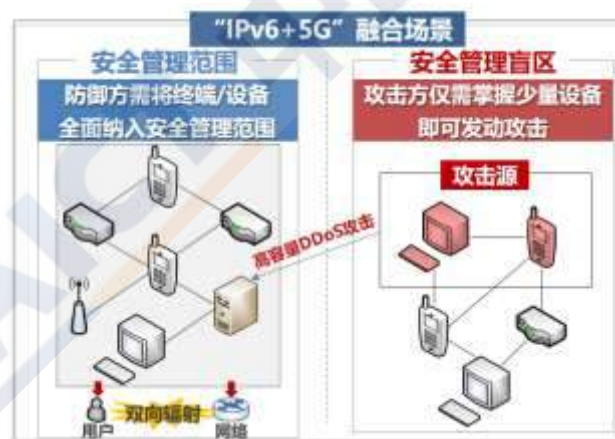 “IPv6+5G”融合场景
安全管理范围
防御方需将终端/设备
全面纳入安全管理范围
高容量DDoS攻击
用户
双向辐射
网络
安全管理盲区
攻击方仅需掌握少量设备
即可发动攻击
攻击源